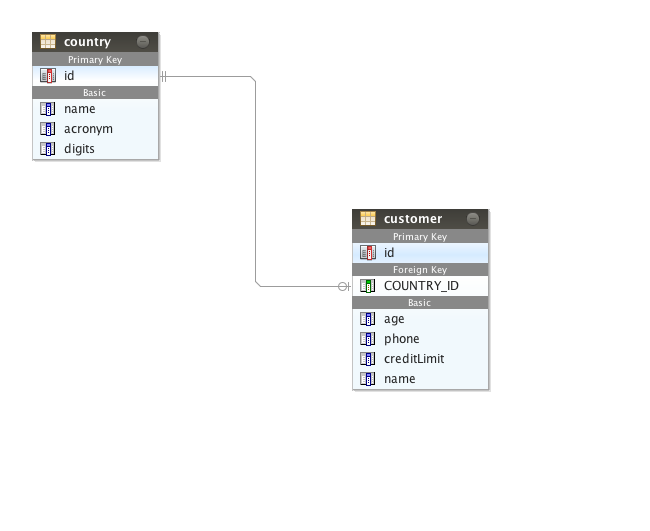 country
Primary Key
id
Basic
name
acronym
digits
customer
Primary Key
id
Foreign Key
COUNTRY_ID
Basic
age
phone
creditLimit
name